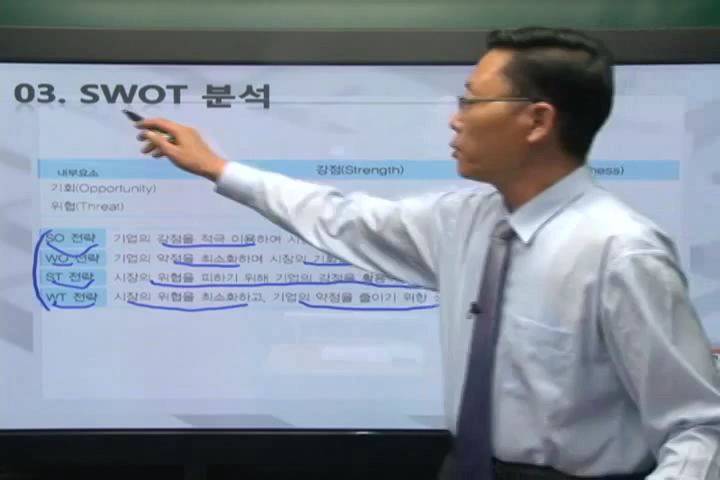 03. SWOT 분석
내부요소 강점(Strength)
기회(Opportunity)
위협(Threat)
SO 전략 기업의 강점을 적극 이용하며
WO 전략 기업의 약점을 최소화하며 시장의
ST 전략 시장의 위협을 피하기 위해 기업의 강점을 활용
WT 전략 시장의 위협을 최소화하고, 기업의 약점을 줄이기 위한